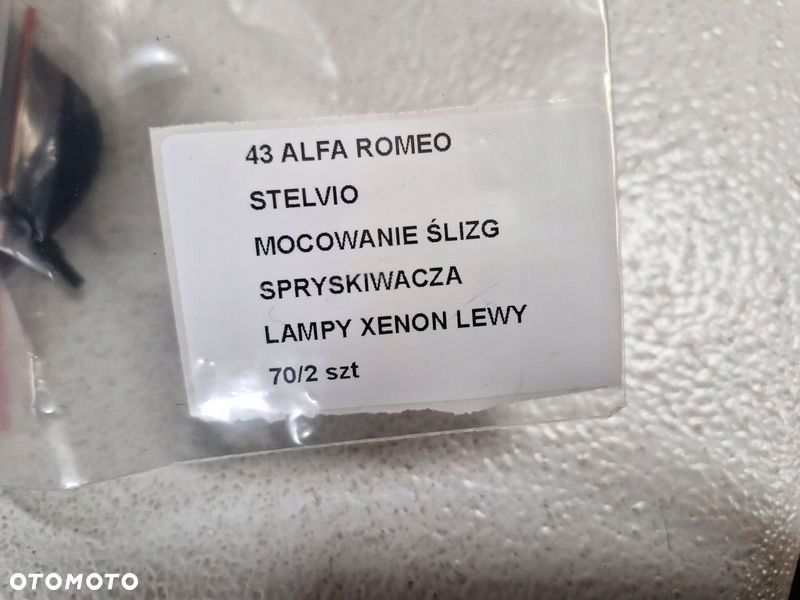 43 ALFA ROMEO
STELVIO
MOCOWANIE ŚLIZG
SPRYSKIWACZA
LAMPY XENON LEWY
70/2 szt
OTOMOTO